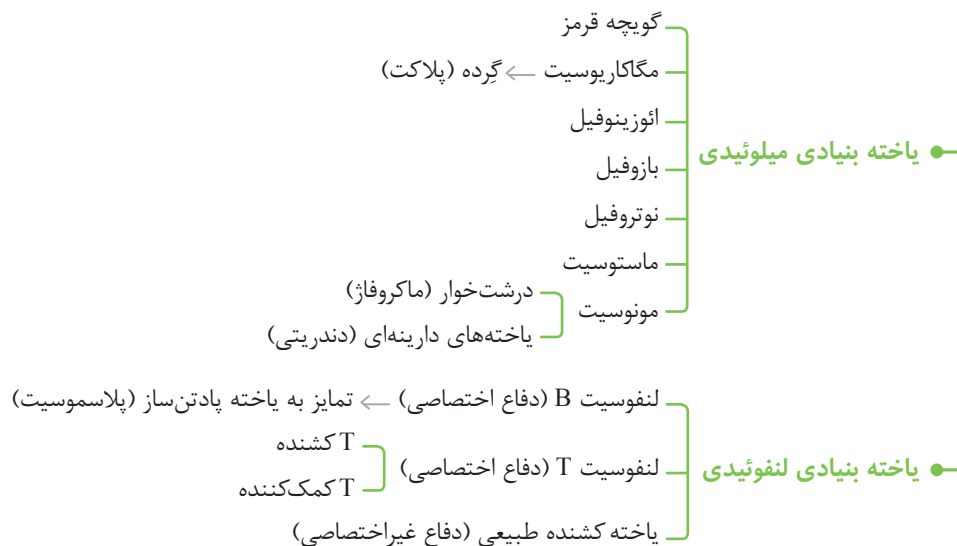 گویچه قرمز
مگاکاریوسیت ← گِرده (پلاکت)
ائوزینوفیل
یاخته بنیادی میلوئیدی
بازوفیل
نوتروفیل
ماستوسیت
درشت‌خوار (ماکروفاژ)
مونوسیت
یاخته‌های دارینه‌ای (دندریتی)
لنفوسیت B (دفاع اختصاصی) ← تمایز به یاخته پادتن‌ساز (پلاسموسیت)
T کشنده
یاخته بنیادی لنفوئیدی
لنفوسیت T (دفاع اختصاصی)
T کمک‌کننده
یاخته کشنده طبیعی (دفاع غیراختصاصی)